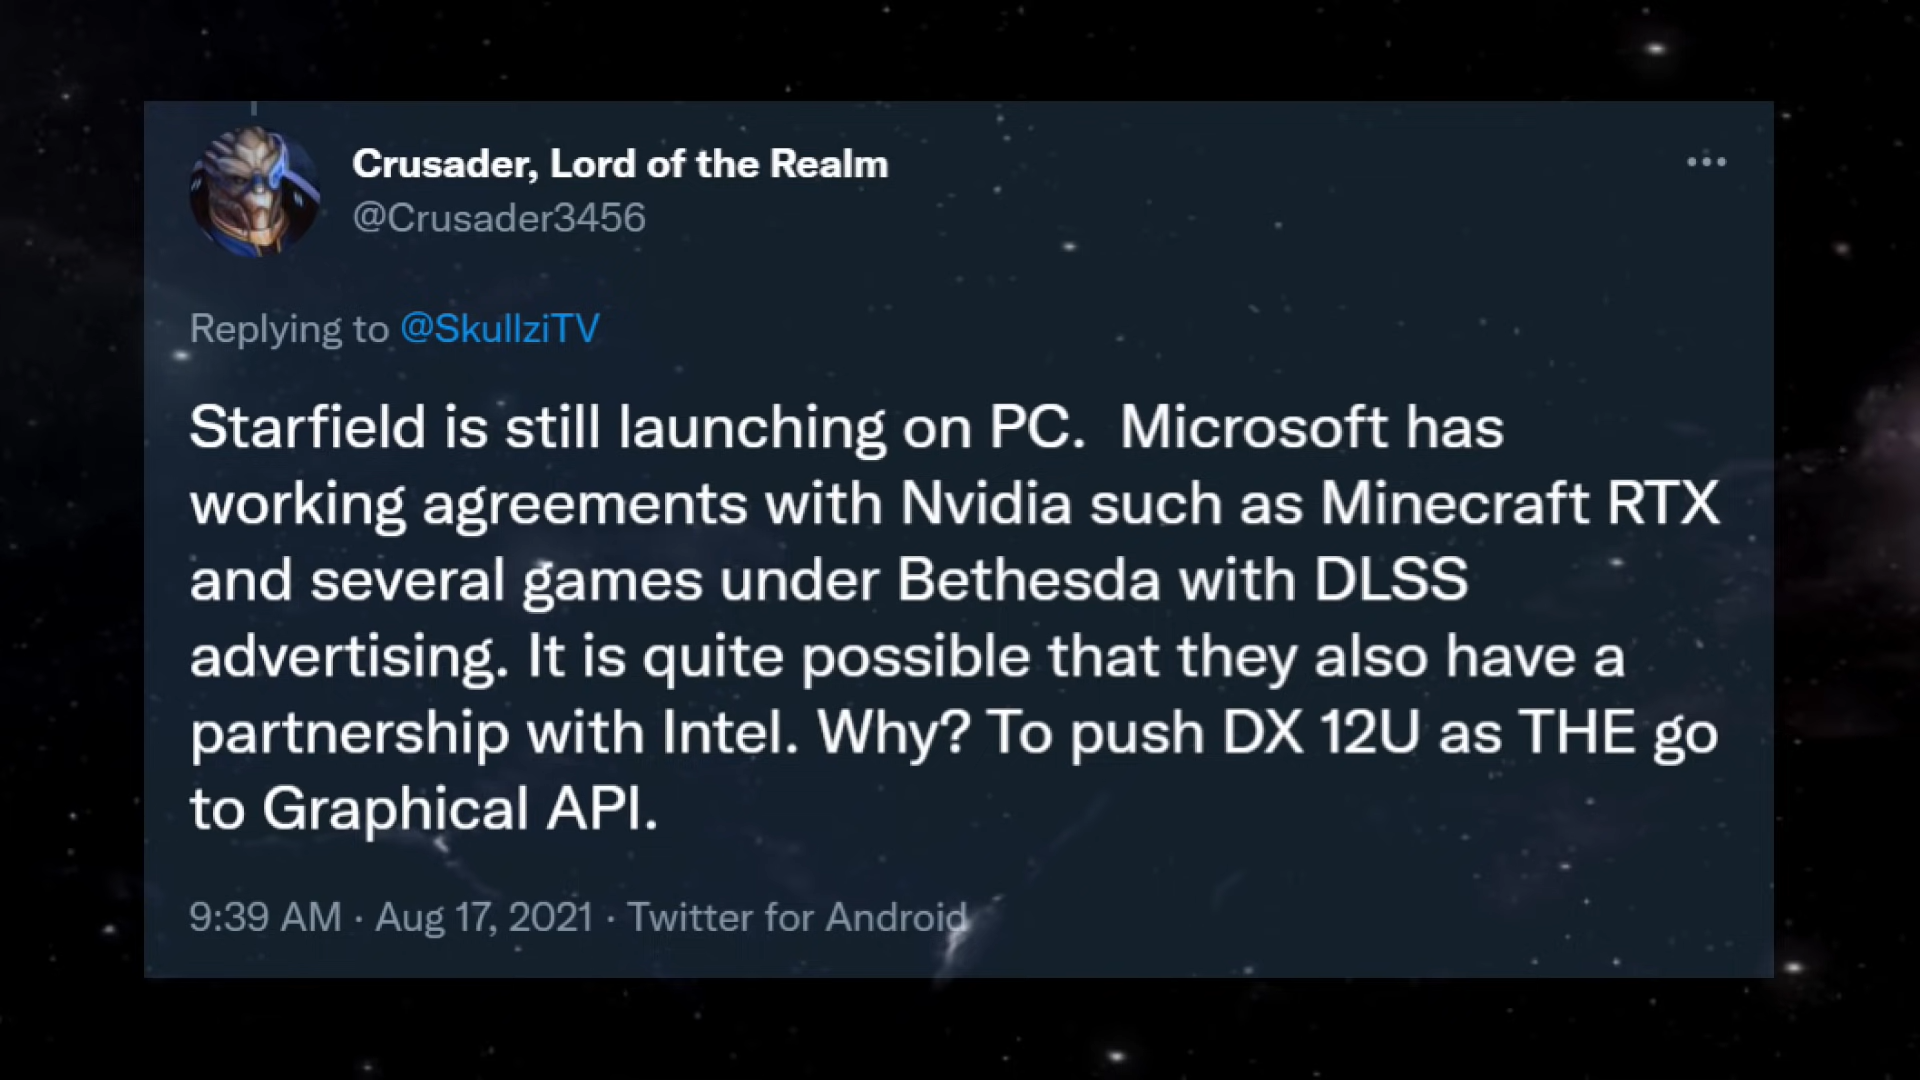 Crusader, Lord of the Realm
@Crusader3456
Replying to @SkullziTV
Starfield is still launching on PC.  Microsoft has
working agreements with Nvidia such as Minecraft RTX
and several games under Bethesda with DLSS
advertising. It is quite possible that they also have a
partnership with Intel. Why? To push DX 12U as THE go
to Graphical API.
9:39 AM · Aug 17, 2021 · Twitter for Android